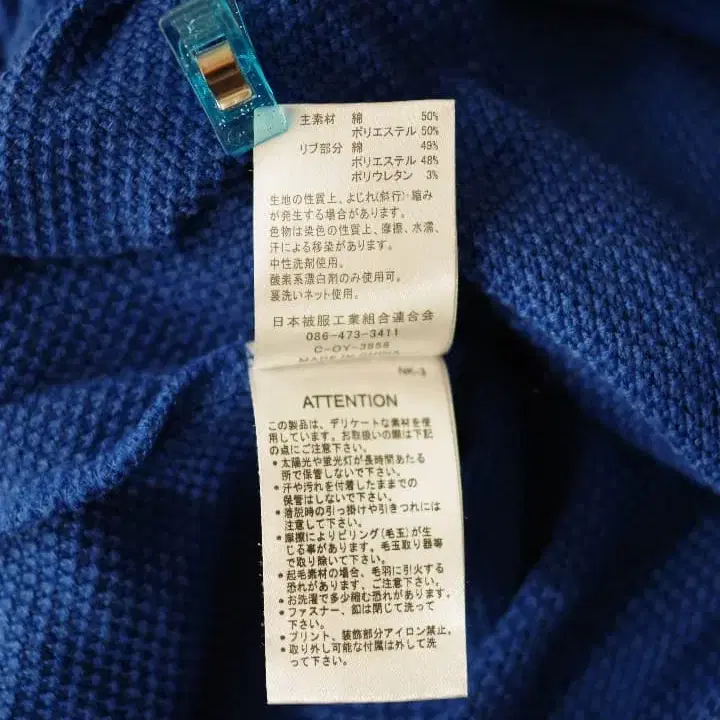 主素材 綿 50%
ポリエステル 50%
リブ部分 綿 49%
ポリエステル 48%
ポリウレタン 3%
生地の性質上、よじれ(斜行)・縮み
が発生する場合があります。
色物は染色の性質上、摩擦、水濡、
汗による移染があります。
中性洗剤使用。
酸素系漂白剤のみ使用可。
裏洗いネット使用。
日本被服工業組合連合会
086-473-3411
C-OY-3958
MADE IN CHINA
NK-3
ATTENTION
この製品は、デリケートな素材を使
用しています。お取扱いの際は下記
の点にご注意下さい。
•太陽光や蛍光灯が長時間あたる
所で保管しないで下さい。
•汗や汚れを付着したままでの
保管はしないで下さい。
•着脱時の引っ掛けや引きつれには
注意して下さい。
•摩擦によりピリング(毛玉)が生
じる事があります。毛玉取り器等
で取り除いて下さい。
•起毛素材の場合、毛羽に引火する
恐れがあります、ご注意下さい。
•お洗濯で多少縮む恐れがあります。
•ファスナー、釦は閉じて洗って
下さい。
•プリント、装飾部分アイロン禁止。
•取り外し可能な付属は外して洗
って下さい。